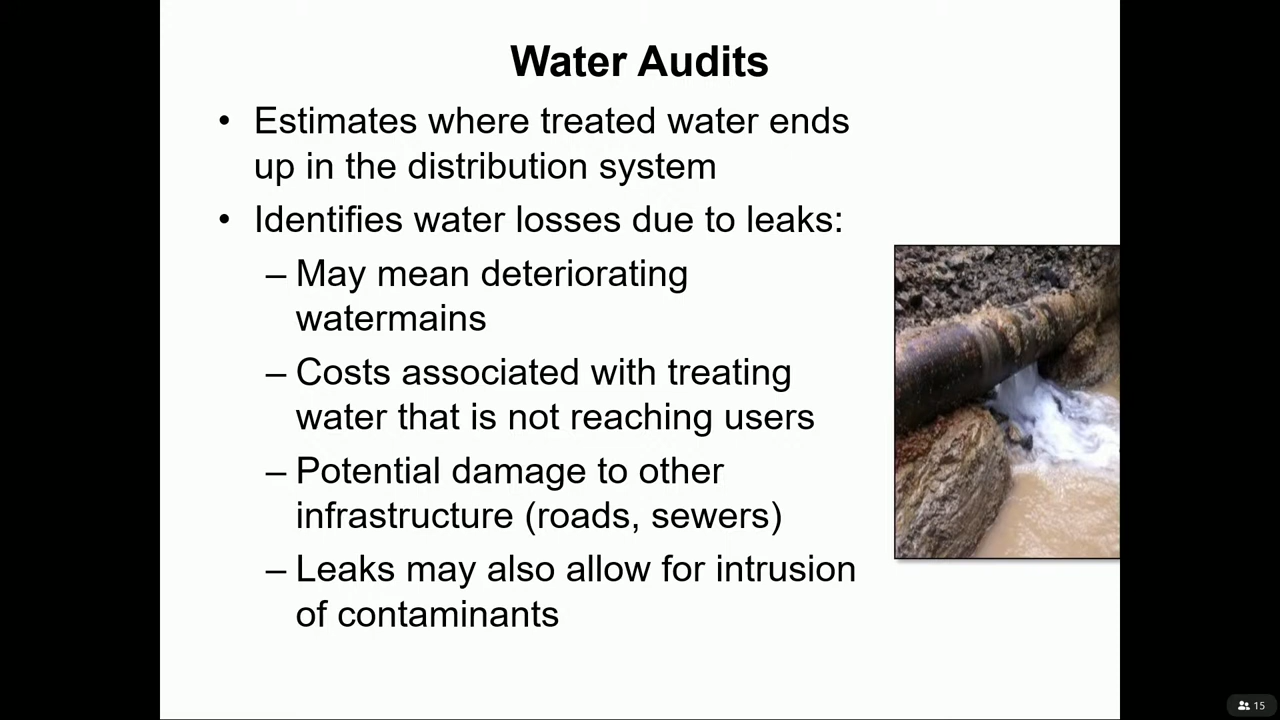 Water Audits
• Estimates where treated water ends
up in the distribution system
• Identifies water losses due to leaks:
– May mean deteriorating
watermains
– Costs associated with treating
water that is not reaching users
– Potential damage to other
infrastructure (roads, sewers)
– Leaks may also allow for intrusion
of contaminants
15